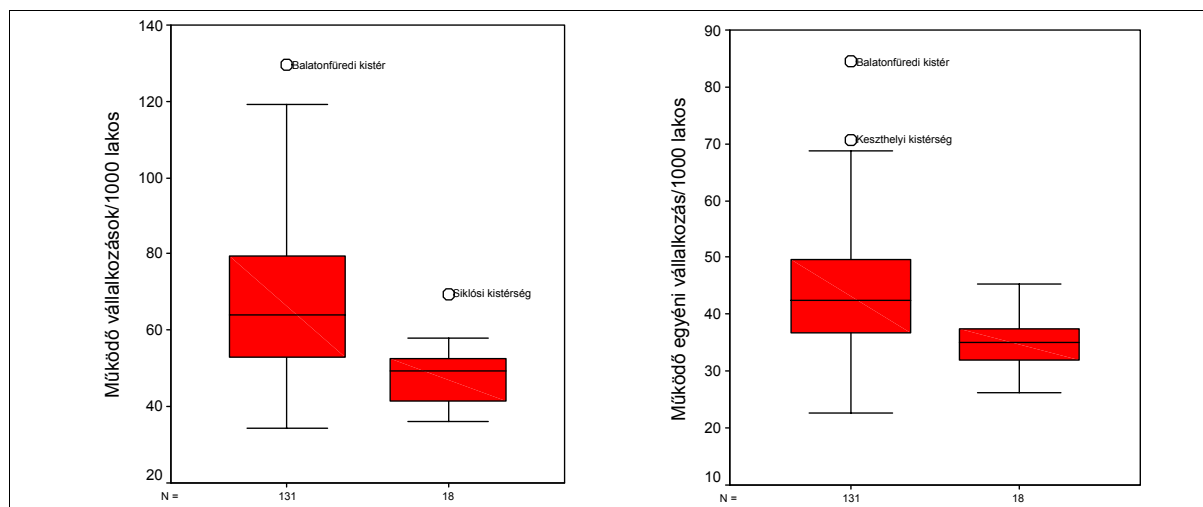 Működő vállalkozások/1000 lakos
140
120
100
80
60
40
20
Balatonfüredi kistér
Siklósi kistérség
N =
131
18
Működő egyéni vállalkozás/1000 lakos
90
80
70
60
50
40
30
20
10
Balatonfüredi kistér
Keszthelyi kistérség
N =
131
18